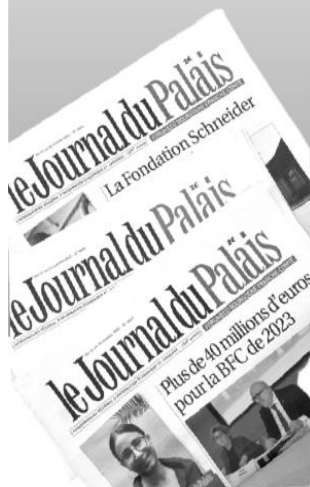 le Journal du Palais
La Fondation Schneider
le Journal du Palais
le Journal du Palais
Plus de 40 millions d'euros
pour la BFC de 2023